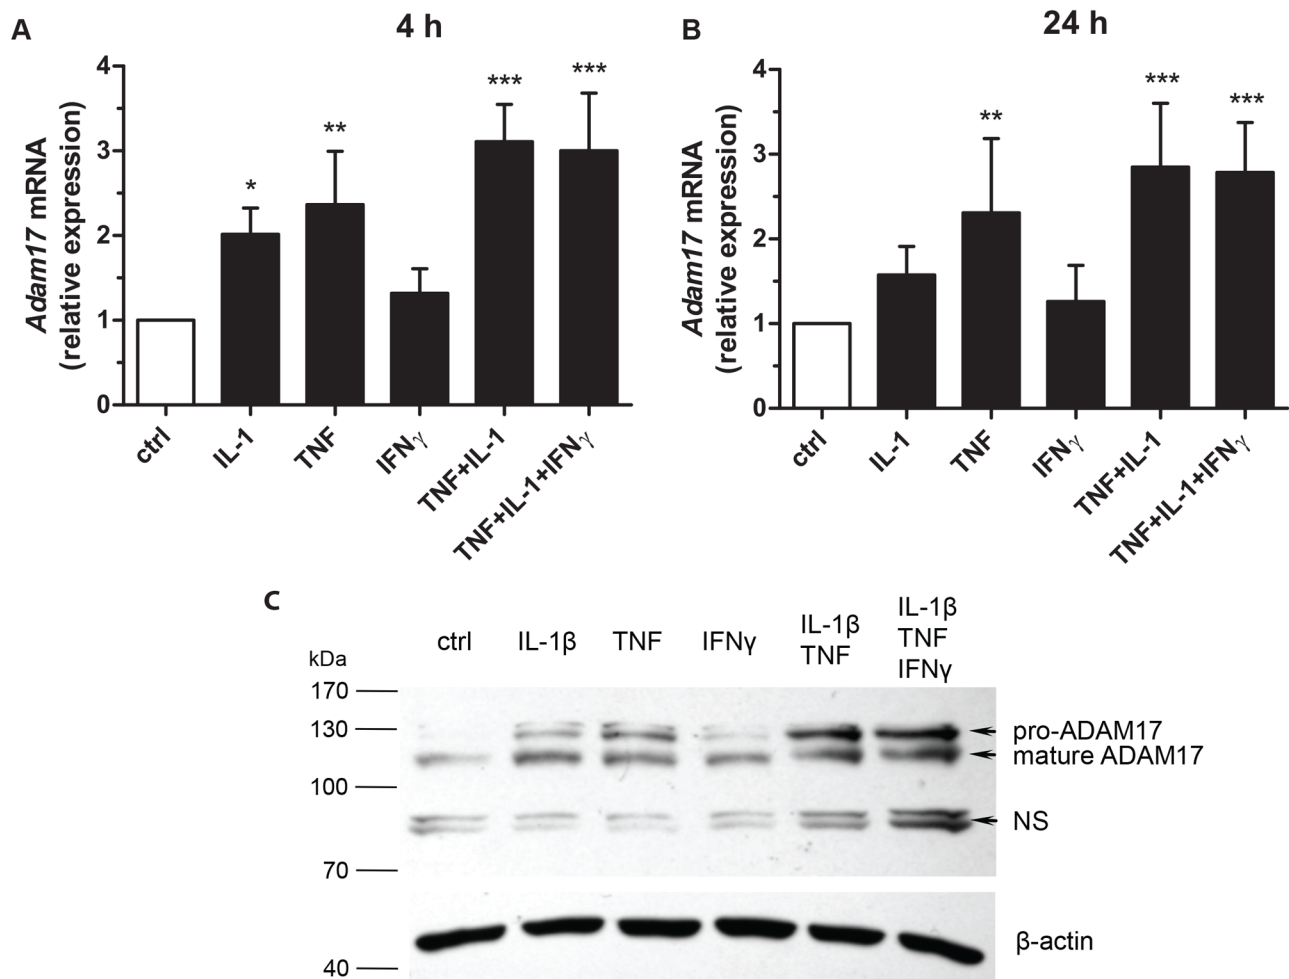 A
4 h
Adam17 mRNA
(relative expression)
4
3
2
1
0
*
**
***
***
ctrl
IL-1
TNF
IFNγ
TNF+IL-1
TNF+IL-1+IFNγ
B
24 h
Adam17 mRNA
(relative expression)
4
3
2
1
0
**
***
***
ctrl
IL-1
TNF
IFNγ
TNF+IL-1
TNF+IL-1+IFNγ
C
kDa
ctrl
IL-1β
TNF
IFNγ
IL-1β
TNF
IL-1β
TNF
IFNγ
170
130
100
70
40
pro-ADAM17
mature ADAM17
NS
β-actin